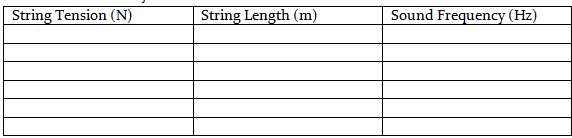 String Tension (N) String Length (m) Sound Frequency (Hz)